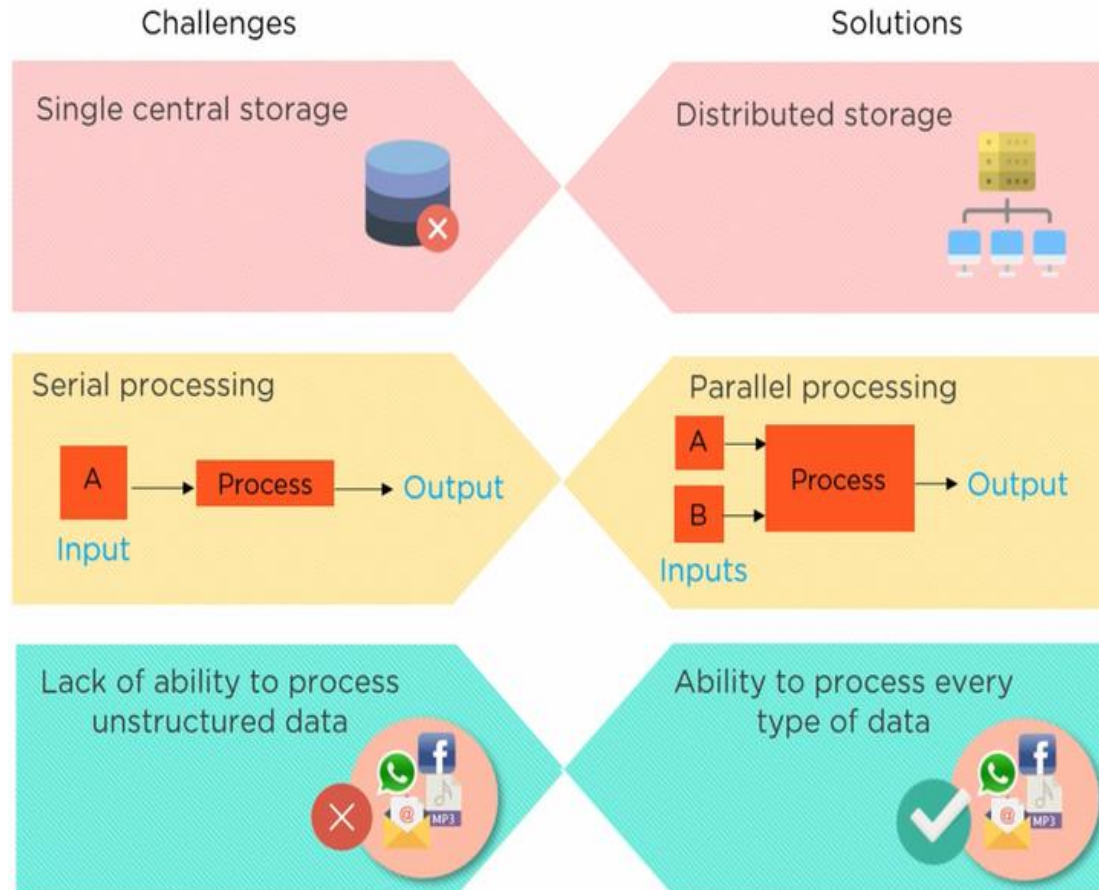 Challenges
Solutions
Single central storage
Distributed storage
Serial processing
A
Process
Output
Input
Parallel processing
A
B
Process
Output
Inputs
Lack of ability to process
unstructured data
f
@
MP3
Ability to process every
type of data
f
@
MP3